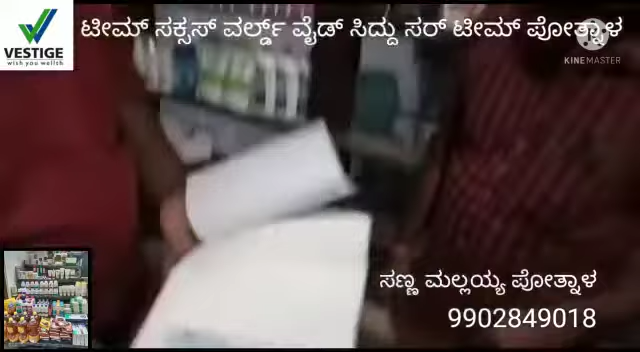 ಟೀಮ್ ಸಕ್ಸಸ್ ವರ್ಲ್ಡ್ ವೈಡ್ ಸಿದ್ದು ಸರ್ ಟೀಮ್ ಪೋತ್ನಾಳ
VESTIGE
wish you wellth
KINEMASTER
ಸಣ್ಣ ಮಲ್ಲಯ್ಯ ಪೋತ್ನಾಳ
9902849018